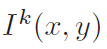 I^k(x, y)